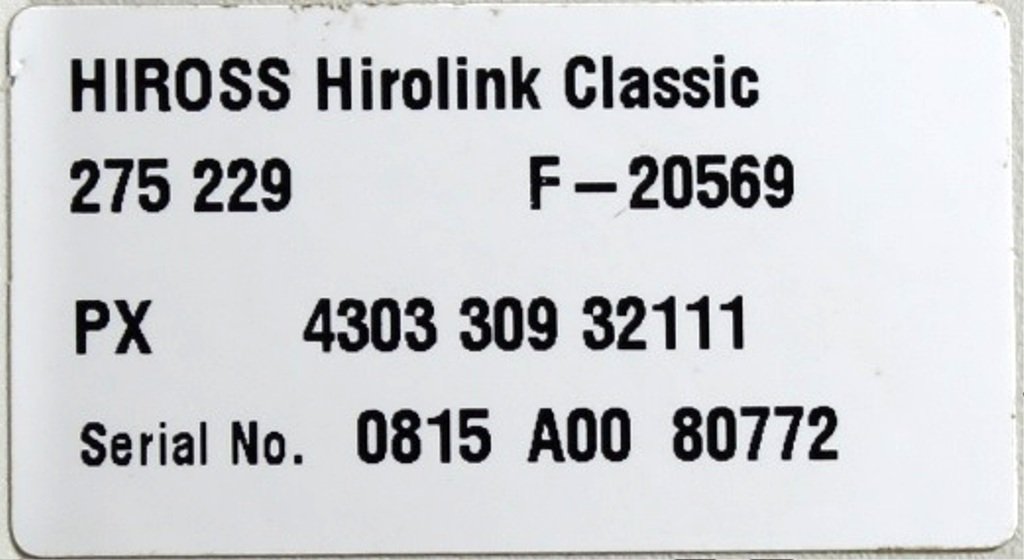 HIROSS Hirolink Classic
275 229 F-20569
PX 4303 309 32111
Serial No. 0815 A00 80772